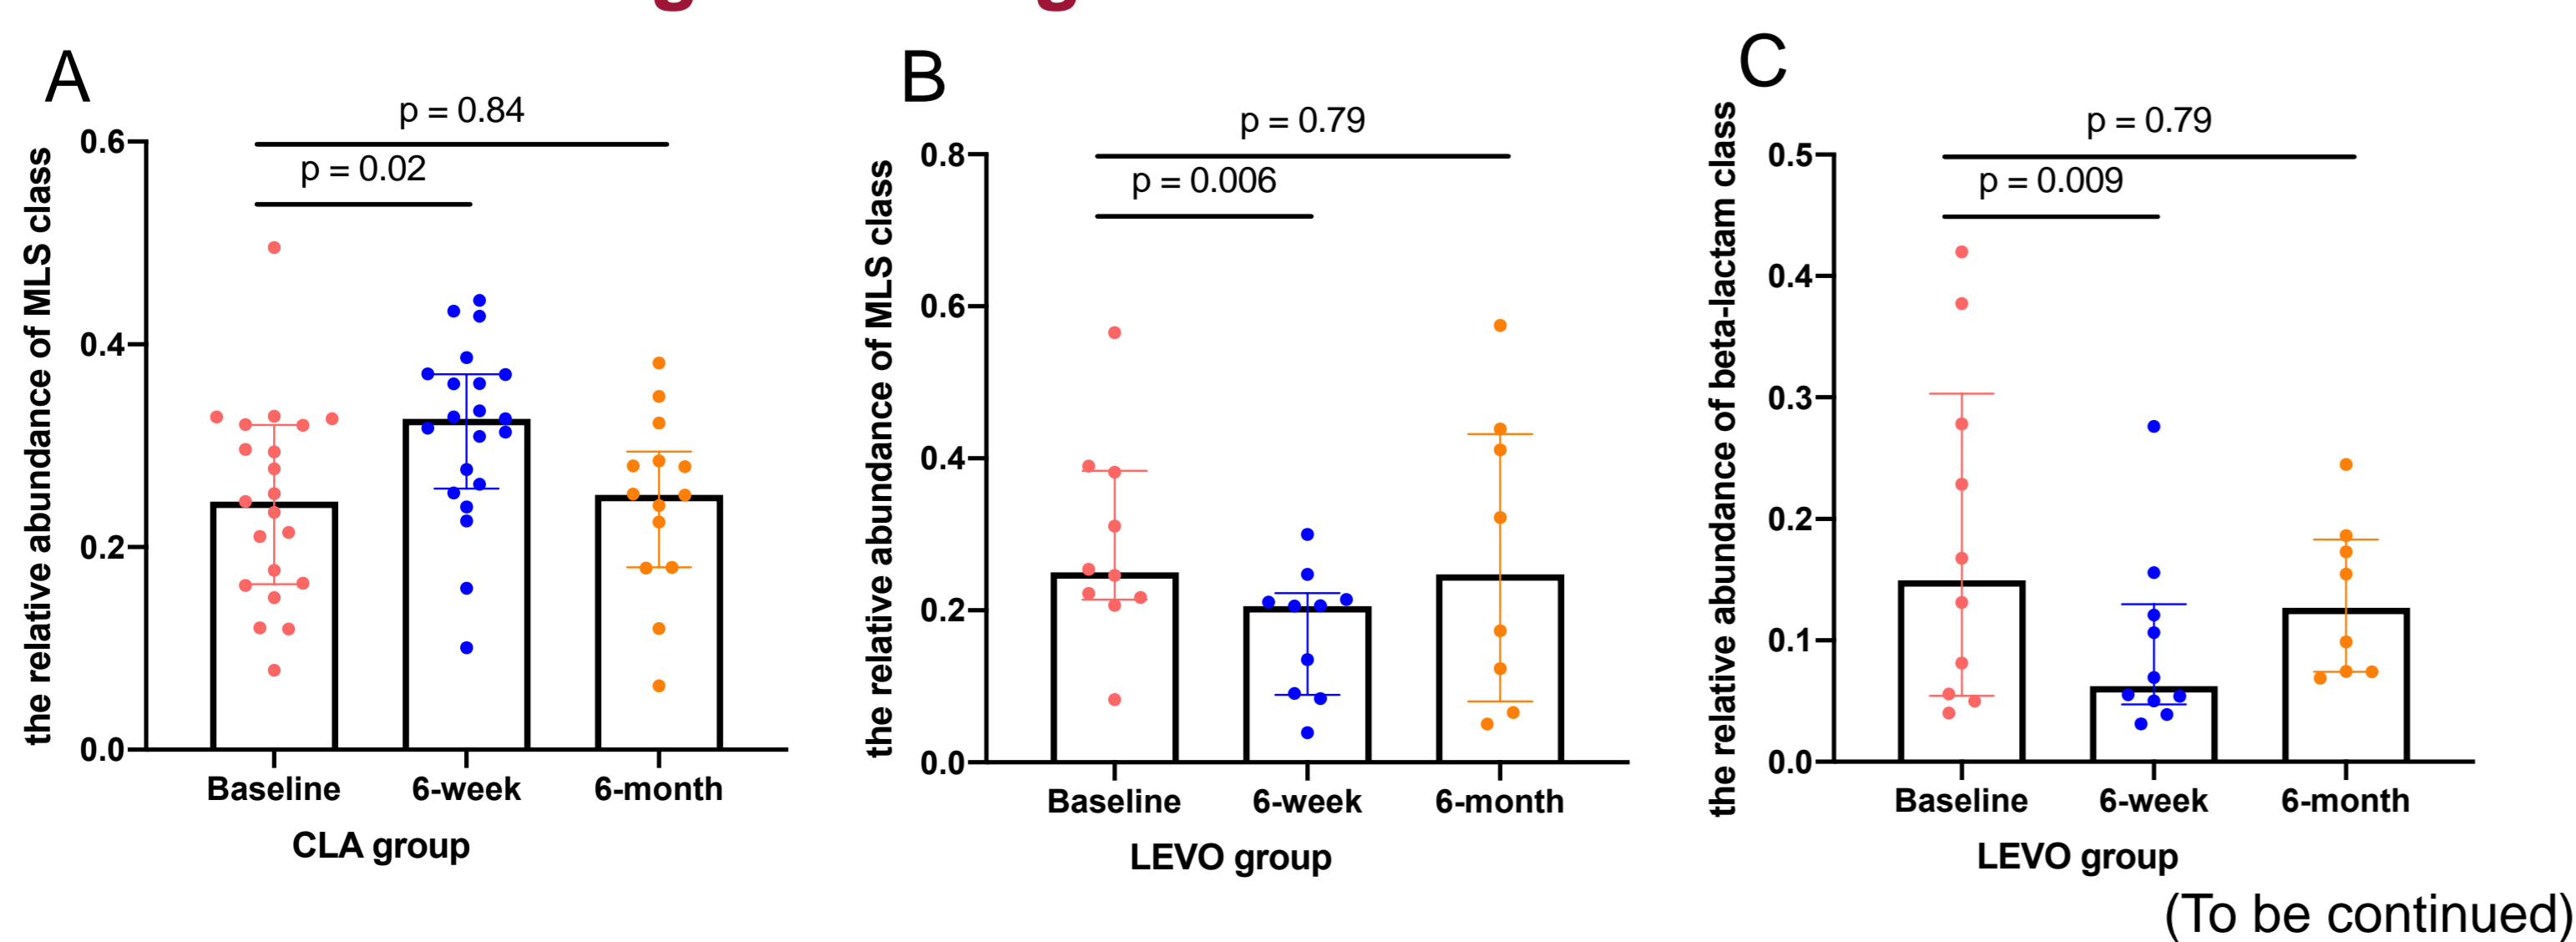 A
p = 0.84
p = 0.02
the relative abundance of MLS class
0.6
0.4
0.2
0.0
Baseline
6-week
6-month
CLA group
B
p = 0.79
p = 0.006
the relative abundance of MLS class
0.8
0.6
0.4
0.2
0.0
Baseline
6-week
6-month
LEVO group
C
p = 0.79
p = 0.009
the relative abundance of beta-lactam class
0.5
0.4
0.3
0.2
0.1
0.0
Baseline
6-week
6-month
LEVO group
(To be continued)